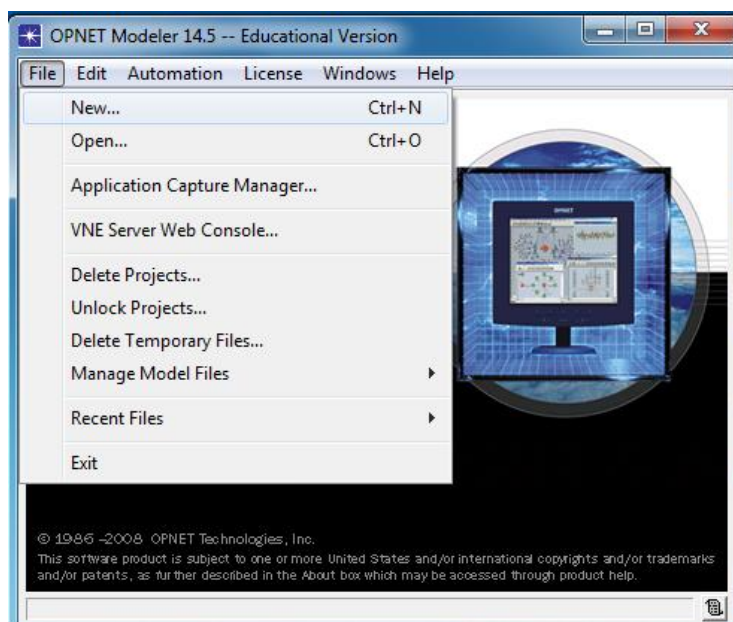 OPNET Modeler 14.5 -- Educational Version
File Edit Automation License Windows Help
New... Ctrl+N
Open... Ctrl+O
Application Capture Manager...
VNE Server Web Console...
Delete Projects...
Unlock Projects...
Delete Temporary Files...
Manage Model Files
Recent Files
Exit
OPNET
© 1986-2008 OPNET Technologies, Inc.
This software product is subject to one or more United States and/or international copyrights and/or trademarks
and/or patents, as further described in the About box which may be accessed through product help.